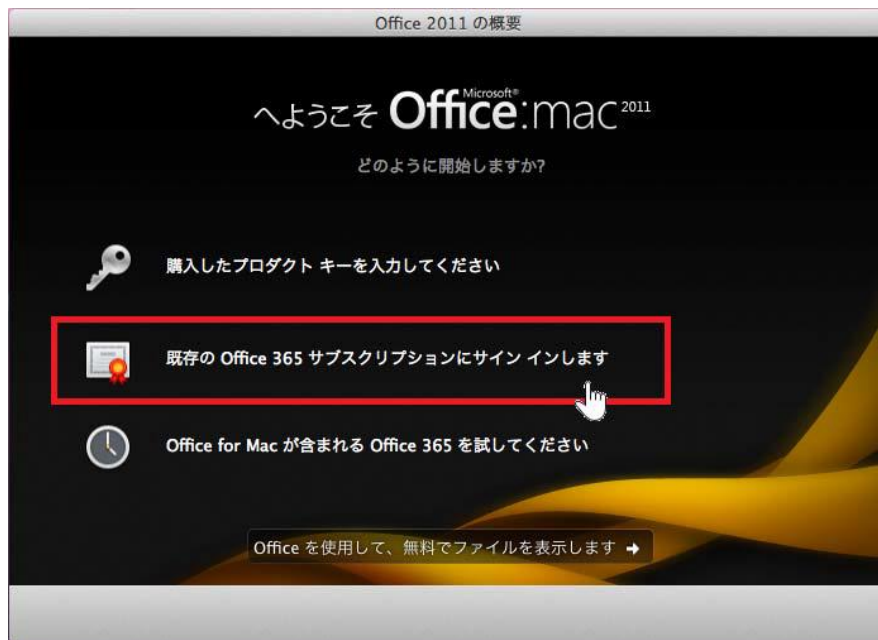 Office 2011 の概要
へようこそ Microsoft® Office:mac 2011
どのように開始しますか?
購入したプロダクト キーを入力してください
既存の Office 365 サブスクリプションにサイン インします
Office for Mac が含まれる Office 365 を試してください
Office を使用して、無料でファイルを表示します